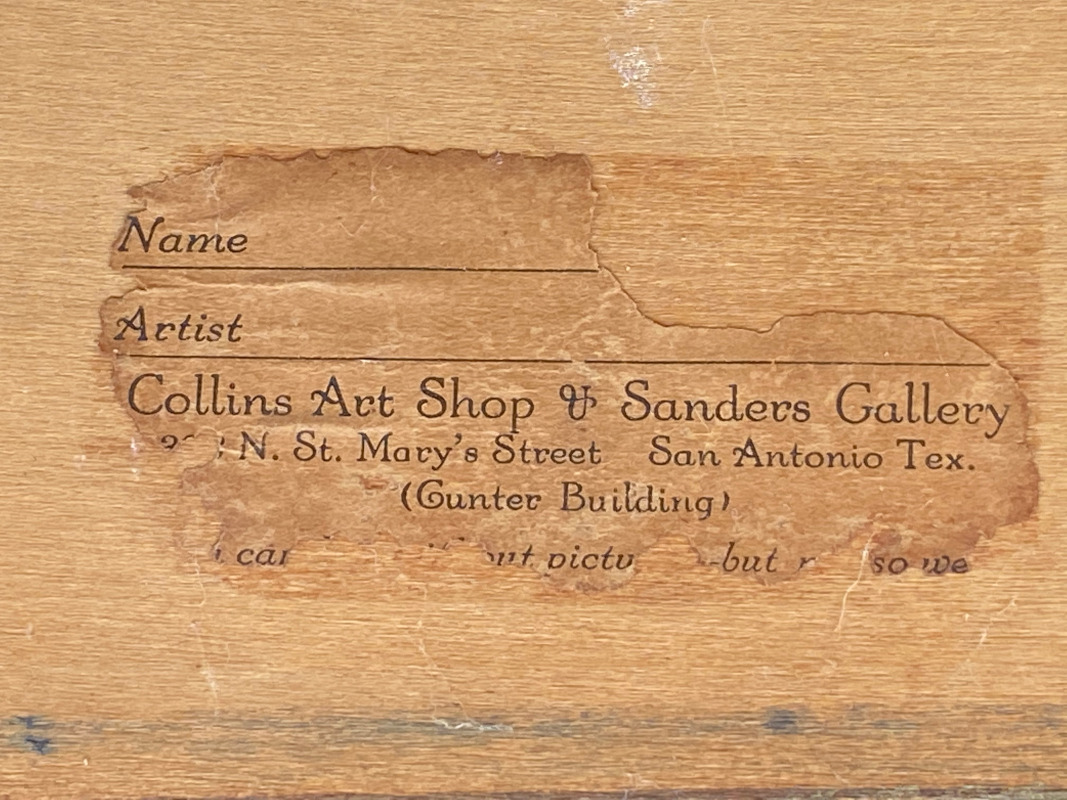 Name
Artist
Collins Art Shop & Sanders Gallery
N. St. Mary's Street San Antonio Tex.
(Gunter Building)
but so we